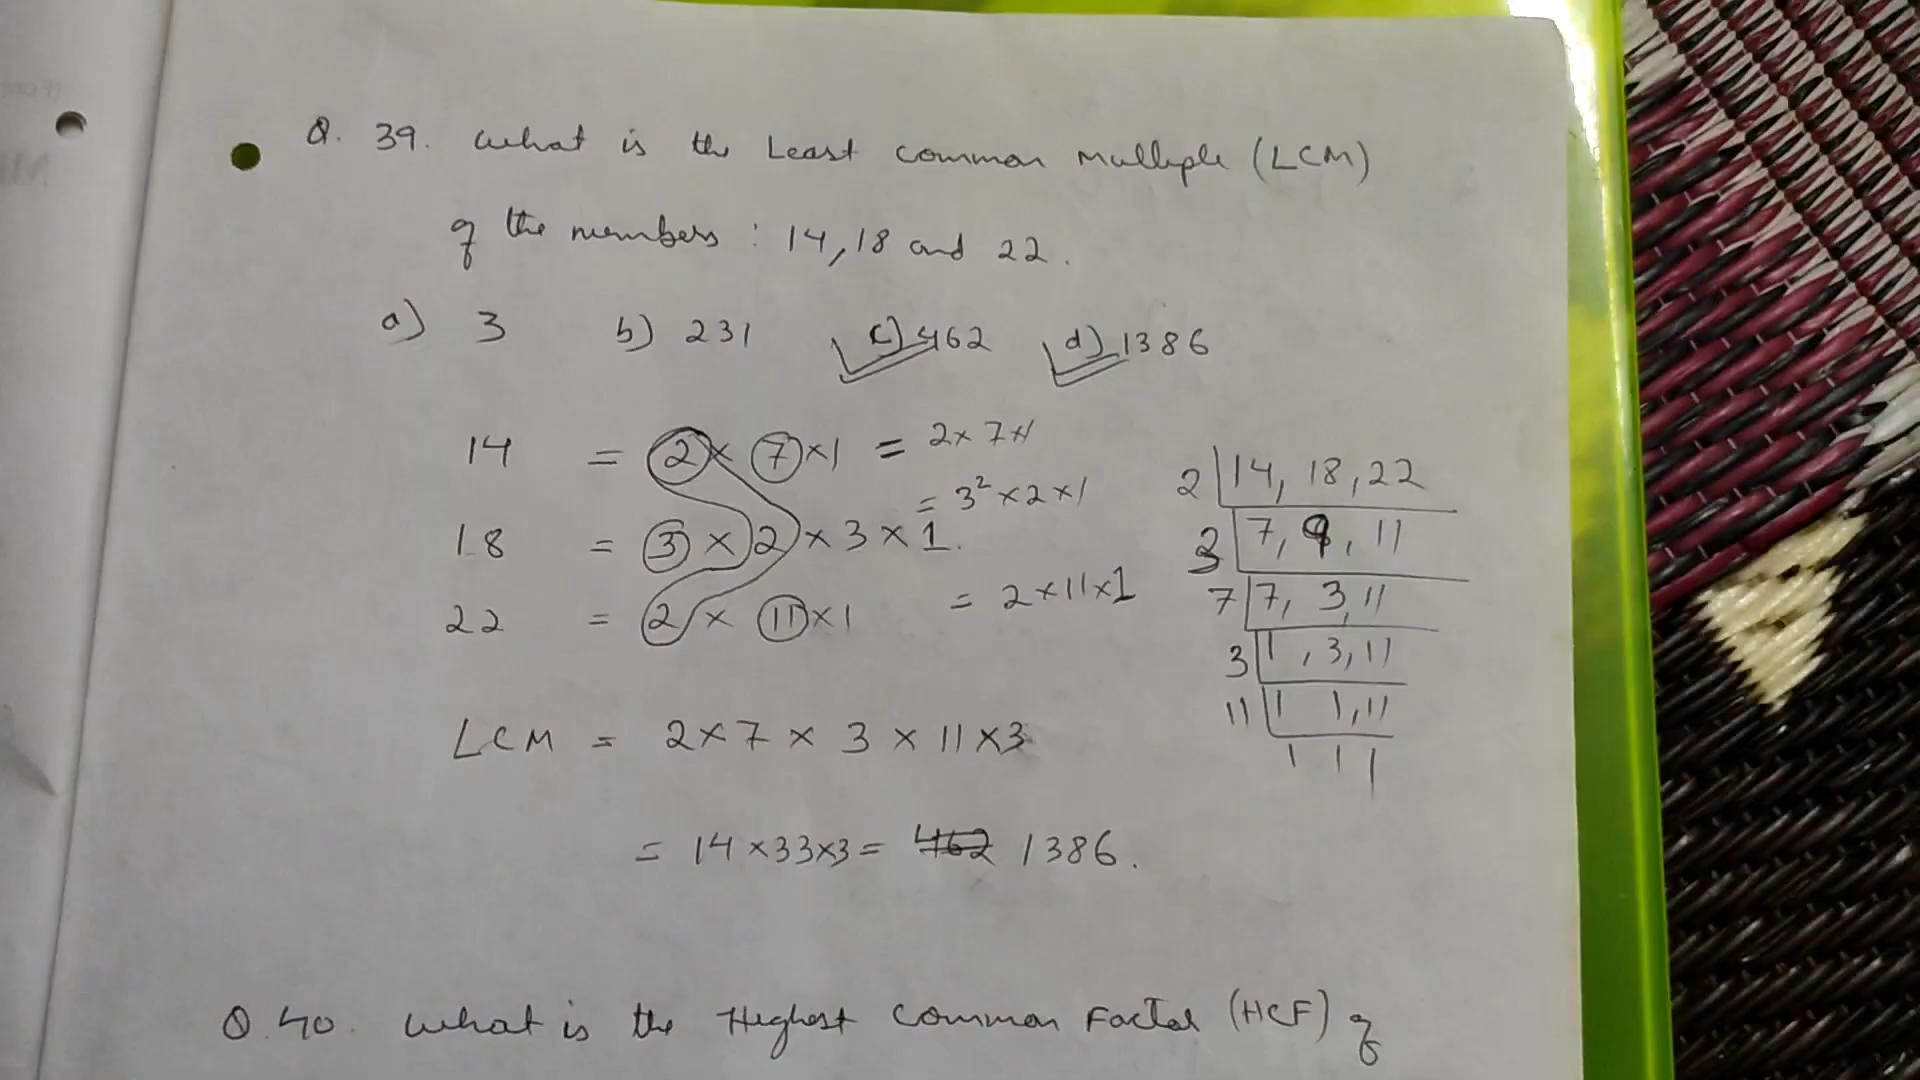 Q. 39. What is the Least Common Multiple (LCM)
of the numbers : 14, 18 and 22.
a) 3 b) 231 c) 462 d) 1386
14 = 2 × 7 × 1 = 2 × 7 × 1
18 = 3 × 2 × 3 × 1. = 3² × 2 × 1
22 = 2 × 11 × 1 = 2 × 11 × 1
2 | 14, 18, 22
3 | 7, 9, 11
7 | 7, 3, 11
3 | 1, 3, 11
11 | 1 1, 11
1 1 1
LCM = 2 × 7 × 3 × 11 × 3
= 14 × 33 × 3 = 462 1386.
Q. 40. What is the Highest Common Factor (HCF) of